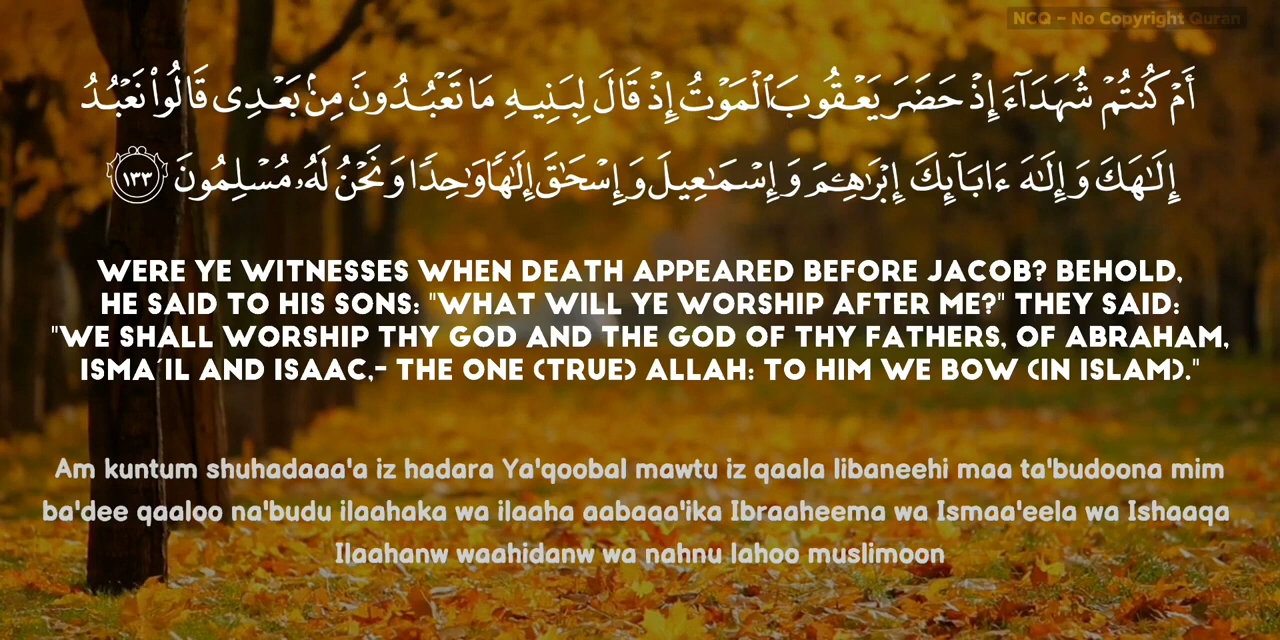 NCQ - No Copyright Quran
أَمْ كُنتُمْ شُهَدَآءَ إِذْ حَضَرَ يَعْقُوبَ ٱلْمَوْتُ إِذْ قَالَ لِبَنِيهِ مَا تَعْبُدُونَ مِنۢ بَعْدِى قَالُوا۟ نَعْبُدُ
إِلَـٰهَكَ وَإِلَـٰهَ ءَابَآئِكَ إِبْرَٰهِـۧمَ وَإِسْمَـٰعِيلَ وَإِسْحَـٰقَ إِلَـٰهًا وَٰحِدًا وَنَحْنُ لَهُۥ مُسْلِمُونَ ١٣٣
WERE YE WITNESSES WHEN DEATH APPEARED BEFORE JACOB? BEHOLD,
HE SAID TO HIS SONS: "WHAT WILL YE WORSHIP AFTER ME?" THEY SAID:
"WE SHALL WORSHIP THY GOD AND THE GOD OF THY FATHERS, OF ABRAHAM,
ISMA´IL AND ISAAC,- THE ONE (TRUE) ALLAH: TO HIM WE BOW (IN ISLAM)."
Am kuntum shuhadaaa'a iz hadara Ya'qoobal mawtu iz qaala libaneehi maa ta'budoona mim
ba'dee qaaloo na'budu ilaahaka wa ilaaha aabaaa'ika Ibraaheema wa Ismaa'eela wa Ishaaqa
Ilaahanw waahidanw wa nahnu lahoo muslimoon